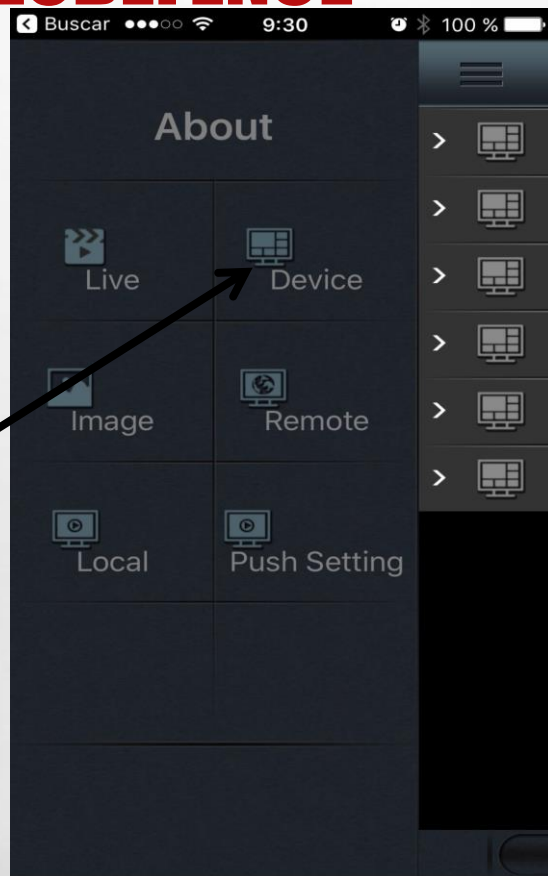 Buscar 9:30 100 %
About
Live Device
Image Remote
Local Push Setting